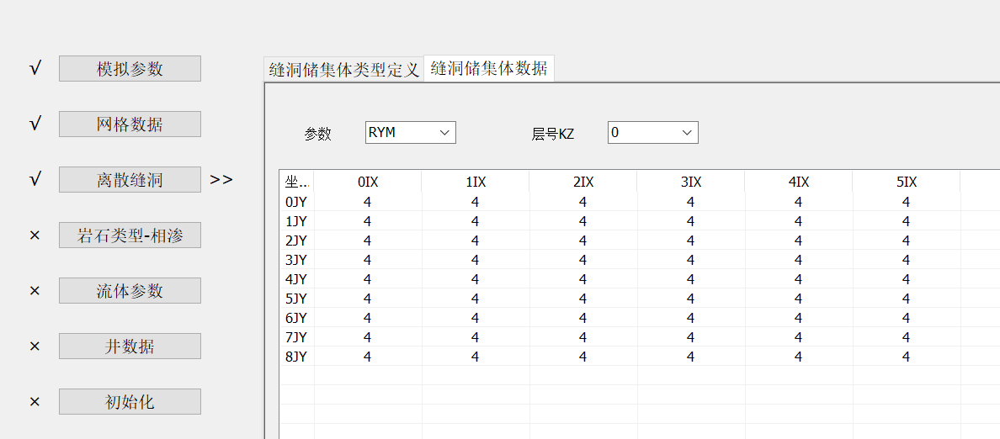 √ 模拟参数
√ 网格数据
√ 离散缝洞 >>
× 岩石类型-相渗
× 流体参数
× 井数据
× 初始化
缝洞储集体类型定义 缝洞储集体数据
参数 RYM 层号KZ 0
坐... 0IX 1IX 2IX 3IX 4IX 5IX
0JY 4 4 4 4 4 4
1JY 4 4 4 4 4 4
2JY 4 4 4 4 4 4
3JY 4 4 4 4 4 4
4JY 4 4 4 4 4 4
5JY 4 4 4 4 4 4
6JY 4 4 4 4 4 4
7JY 4 4 4 4 4 4
8JY 4 4 4 4 4 4